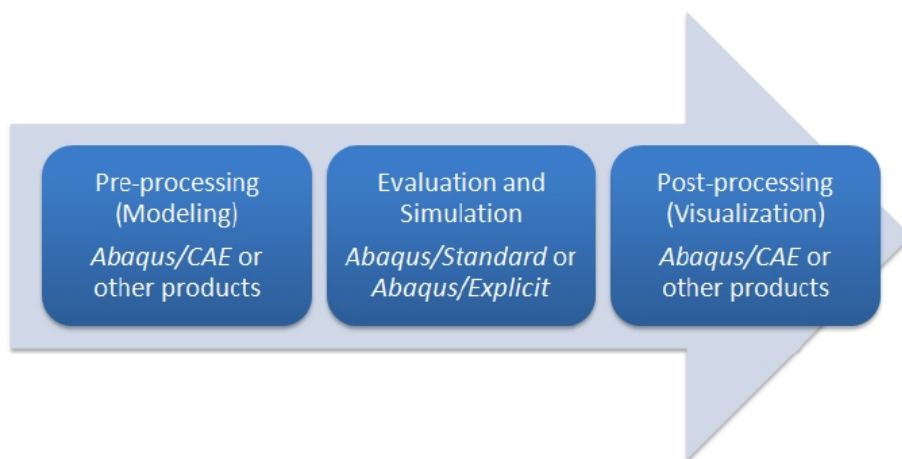 Pre-processing
(Modeling)
Abaqus/CAE or
other products
Evaluation and
Simulation
Abaqus/Standard or
Abaqus/Explicit
Post-processing
(Visualization)
Abaqus/CAE or
other products